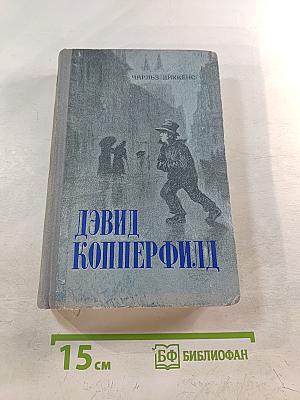 ЧАРЛЬЗ ДИККЕНС
ДЭВИД
КОППЕРФИЛД
15 см
БФ БИБЛИОФАН